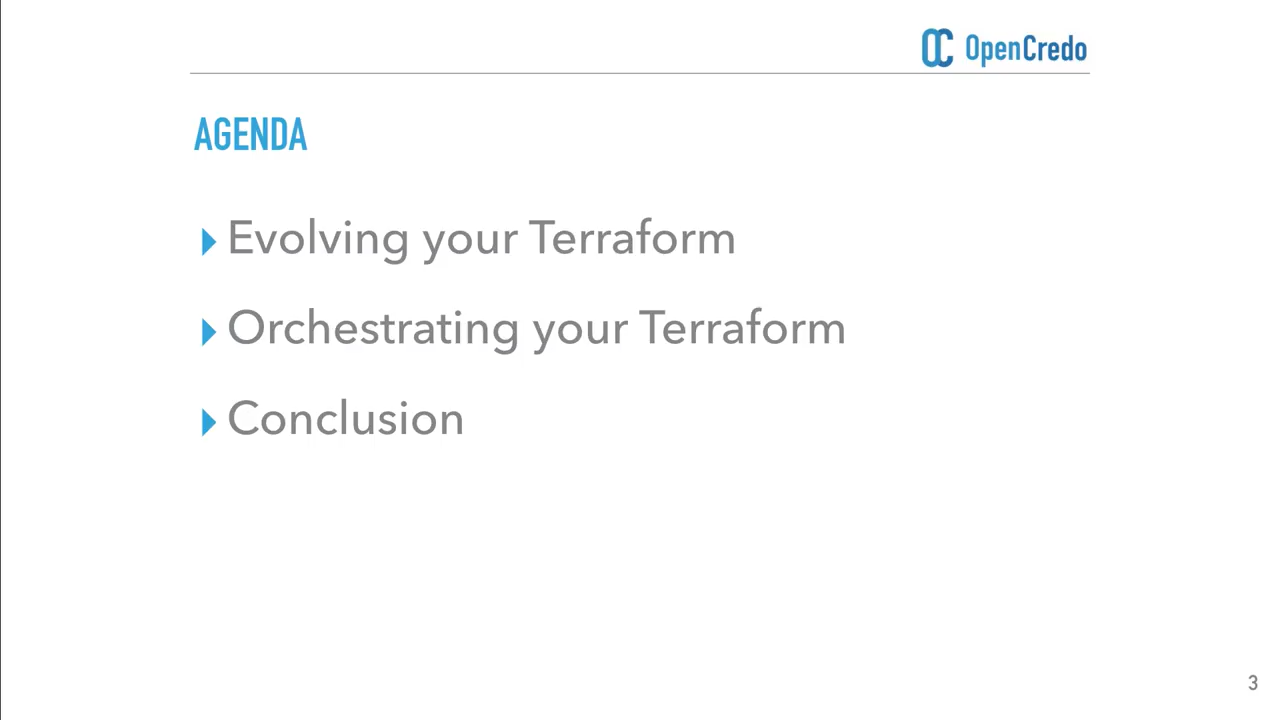 OpenCredo
AGENDA
Evolving your Terraform
Orchestrating your Terraform
Conclusion
3